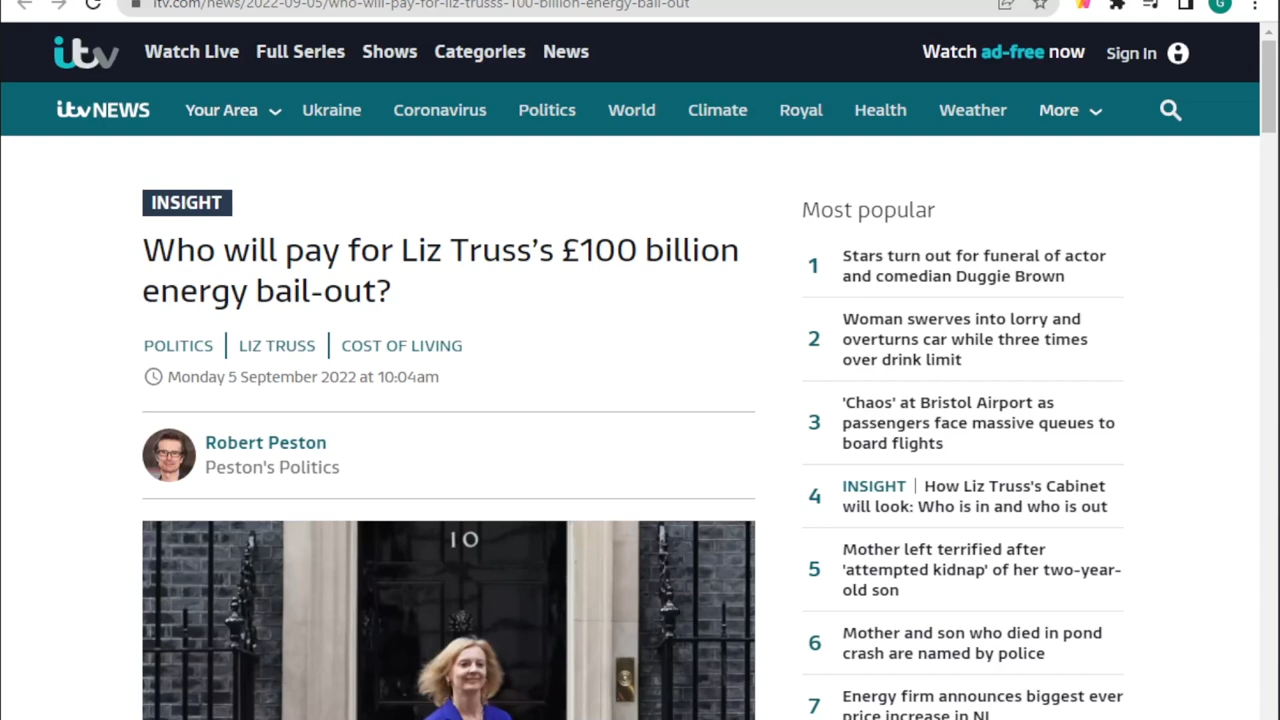 itv.com/news/2022-09-05/who-will-pay-for-liz-trusss-100-billion-energy-bail-out
G
itv
Watch Live Full Series Shows Categories News
Watch ad-free now
Sign In
itv NEWS
Your Area Ukraine Coronavirus Politics World Climate Royal Health Weather More
INSIGHT
Who will pay for Liz Truss’s £100 billion
energy bail-out?
POLITICS | LIZ TRUSS | COST OF LIVING
Monday 5 September 2022 at 10:04am
Robert Peston
Peston's Politics
10
Most popular
1 Stars turn out for funeral of actor
and comedian Duggie Brown
2 Woman swerves into lorry and
overturns car while three times
over drink limit
3 'Chaos' at Bristol Airport as
passengers face massive queues to
board flights
4 INSIGHT | How Liz Truss's Cabinet
will look: Who is in and who is out
5 Mother left terrified after
'attempted kidnap' of her two-year-
old son
6 Mother and son who died in pond
crash are named by police
7 Energy firm announces biggest ever
price increase in NI